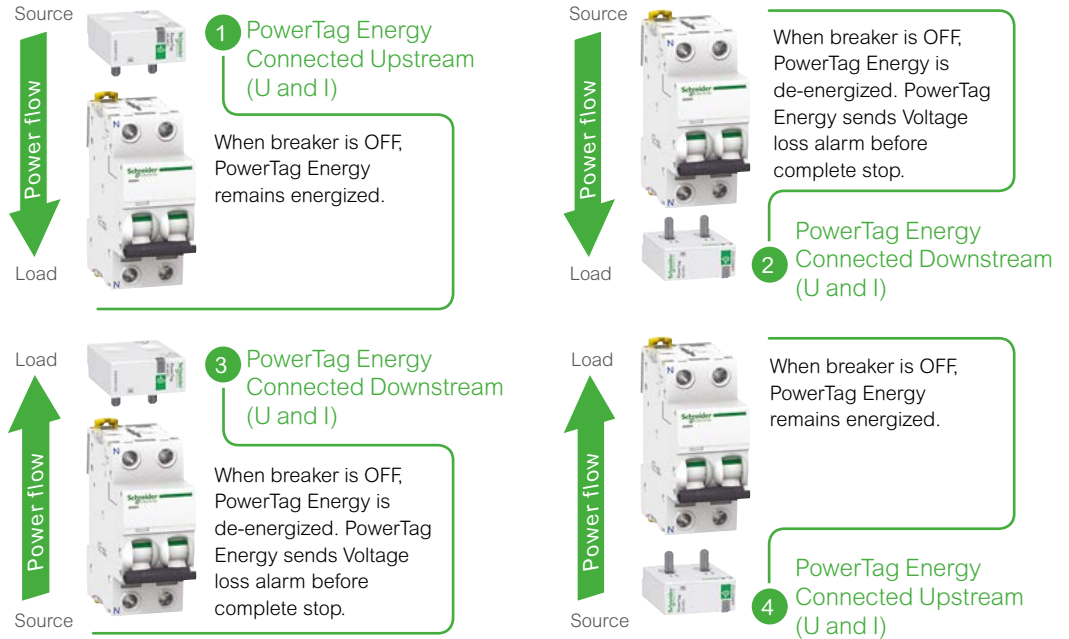 Source
Power flow
Load
1
PowerTag Energy
Connected Upstream
(U and I)
When breaker is OFF,
PowerTag Energy
remains energized.
N
Schneider
N
Source
Power flow
Load
When breaker is OFF,
PowerTag Energy is
de-energized. PowerTag
Energy sends Voltage
loss alarm before
complete stop.
N
Schneider
N
2
PowerTag Energy
Connected Downstream
(U and I)
Load
Power flow
Source
3
PowerTag Energy
Connected Downstream
(U and I)
When breaker is OFF,
PowerTag Energy is
de-energized. PowerTag
Energy sends Voltage
loss alarm before
complete stop.
N
Schneider
N
Load
Power flow
Source
When breaker is OFF,
PowerTag Energy
remains energized.
N
Schneider
N
4
PowerTag Energy
Connected Upstream
(U and I)